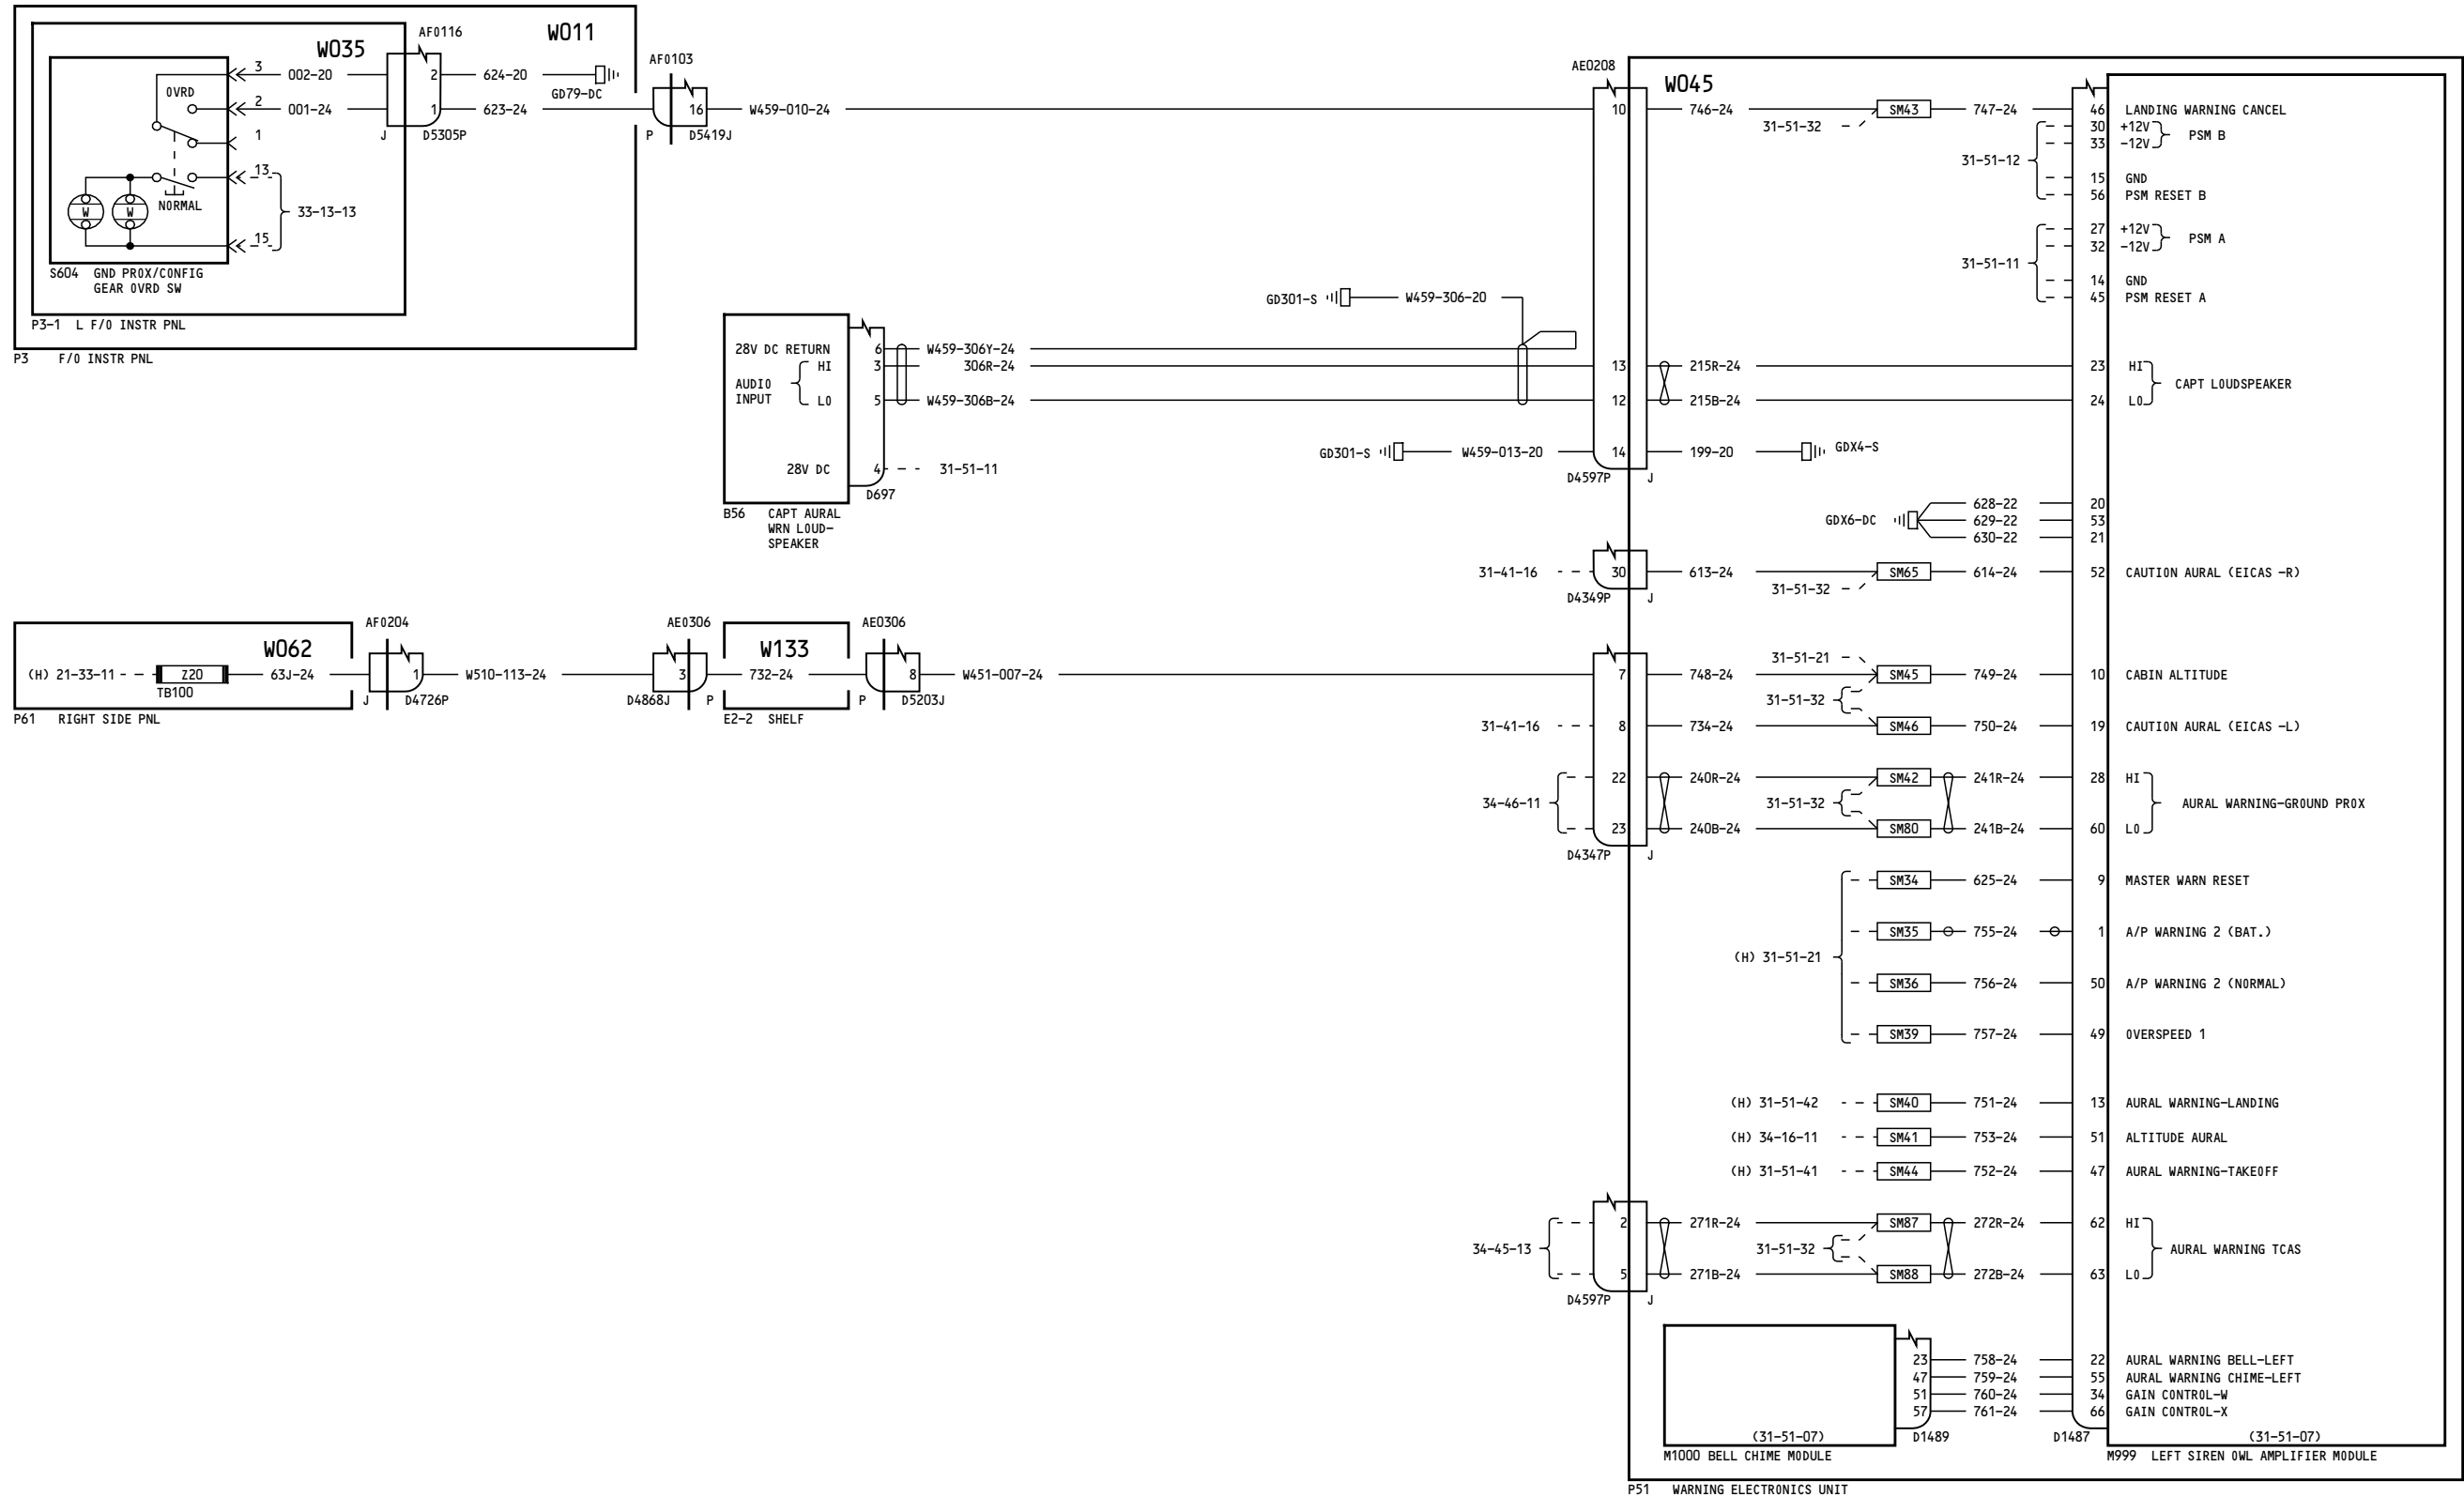 W011
W035
AF0116
AF0103
AE0208
W045
3
002-20
2
624-20
GD79-DC
0VRD
2
001-24
1
623-24
16
W459-010-24
10
746-24
SM43
747-24
46
LANDING WARNING CANCEL
31-51-32
J
D5305P
P
D5419J
1
30
+12V
33
-12V
PSM B
31-51-12
15
GND
56
PSM RESET B
13
NORMAL
W
W
33-13-13
15
27
+12V
32
-12V
PSM A
31-51-11
14
GND
45
PSM RESET A
S604
GND PROX/CONFIG
GEAR 0VRD SW
P3-1
L F/O INSTR PNL
P3
F/O INSTR PNL
GD301-S
W459-306-20
28V DC RETURN
6
W459-306Y-24
HI
3
306R-24
13
215R-24
23
HI
AUDIO
INPUT
CAPT LOUDSPEAKER
LO
5
W459-306B-24
12
215B-24
24
LO
28V DC
4
31-51-11
D697
GD301-S
W459-013-20
14
199-20
GDX4-S
D4597P
J
B56
CAPT AURAL
WRN LOUD-
SPEAKER
GDX6-DC
628-22
20
629-22
53
630-22
21
31-41-16
30
613-24
SM65
614-24
52
CAUTION AURAL (EICAS -R)
31-51-32
D4349P
J
W062
AF0204
AE0306
W133
AE0306
(H) 21-33-11
Z20
TB100
63J-24
1
W510-113-24
3
732-24
8
W451-007-24
7
748-24
31-51-21
SM45
749-24
10
CABIN ALTITUDE
J
D4726P
D4868J
P
P
D5203J
P61
RIGHT SIDE PNL
E2-2
SHELF
31-51-32
31-41-16
8
734-24
SM46
750-24
19
CAUTION AURAL (EICAS -L)
22
240R-24
SM42
241R-24
28
HI
34-46-11
31-51-32
AURAL WARNING-GROUND PROX
23
240B-24
SM80
241B-24
60
LO
D4347P
J
SM34
625-24
9
MASTER WARN RESET
SM35
755-24
1
A/P WARNING 2 (BAT.)
(H) 31-51-21
SM36
756-24
50
A/P WARNING 2 (NORMAL)
SM39
757-24
49
OVERSPEED 1
(H) 31-51-42
SM40
751-24
13
AURAL WARNING-LANDING
(H) 34-16-11
SM41
753-24
51
ALTITUDE AURAL
(H) 31-51-41
SM44
752-24
47
AURAL WARNING-TAKEOFF
2
271R-24
SM87
272R-24
62
HI
34-45-13
31-51-32
AURAL WARNING TCAS
5
271B-24
SM88
272B-24
63
LO
D4597P
J
23
758-24
22
AURAL WARNING BELL-LEFT
47
759-24
55
AURAL WARNING CHIME-LEFT
51
760-24
34
GAIN CONTROL-W
57
761-24
66
GAIN CONTROL-X
(31-51-07)
D1489
D1487
(31-51-07)
M1000 BELL CHIME MODULE
M999
LEFT SIREN OWL AMPLIFIER MODULE
P51
WARNING ELECTRONICS UNIT